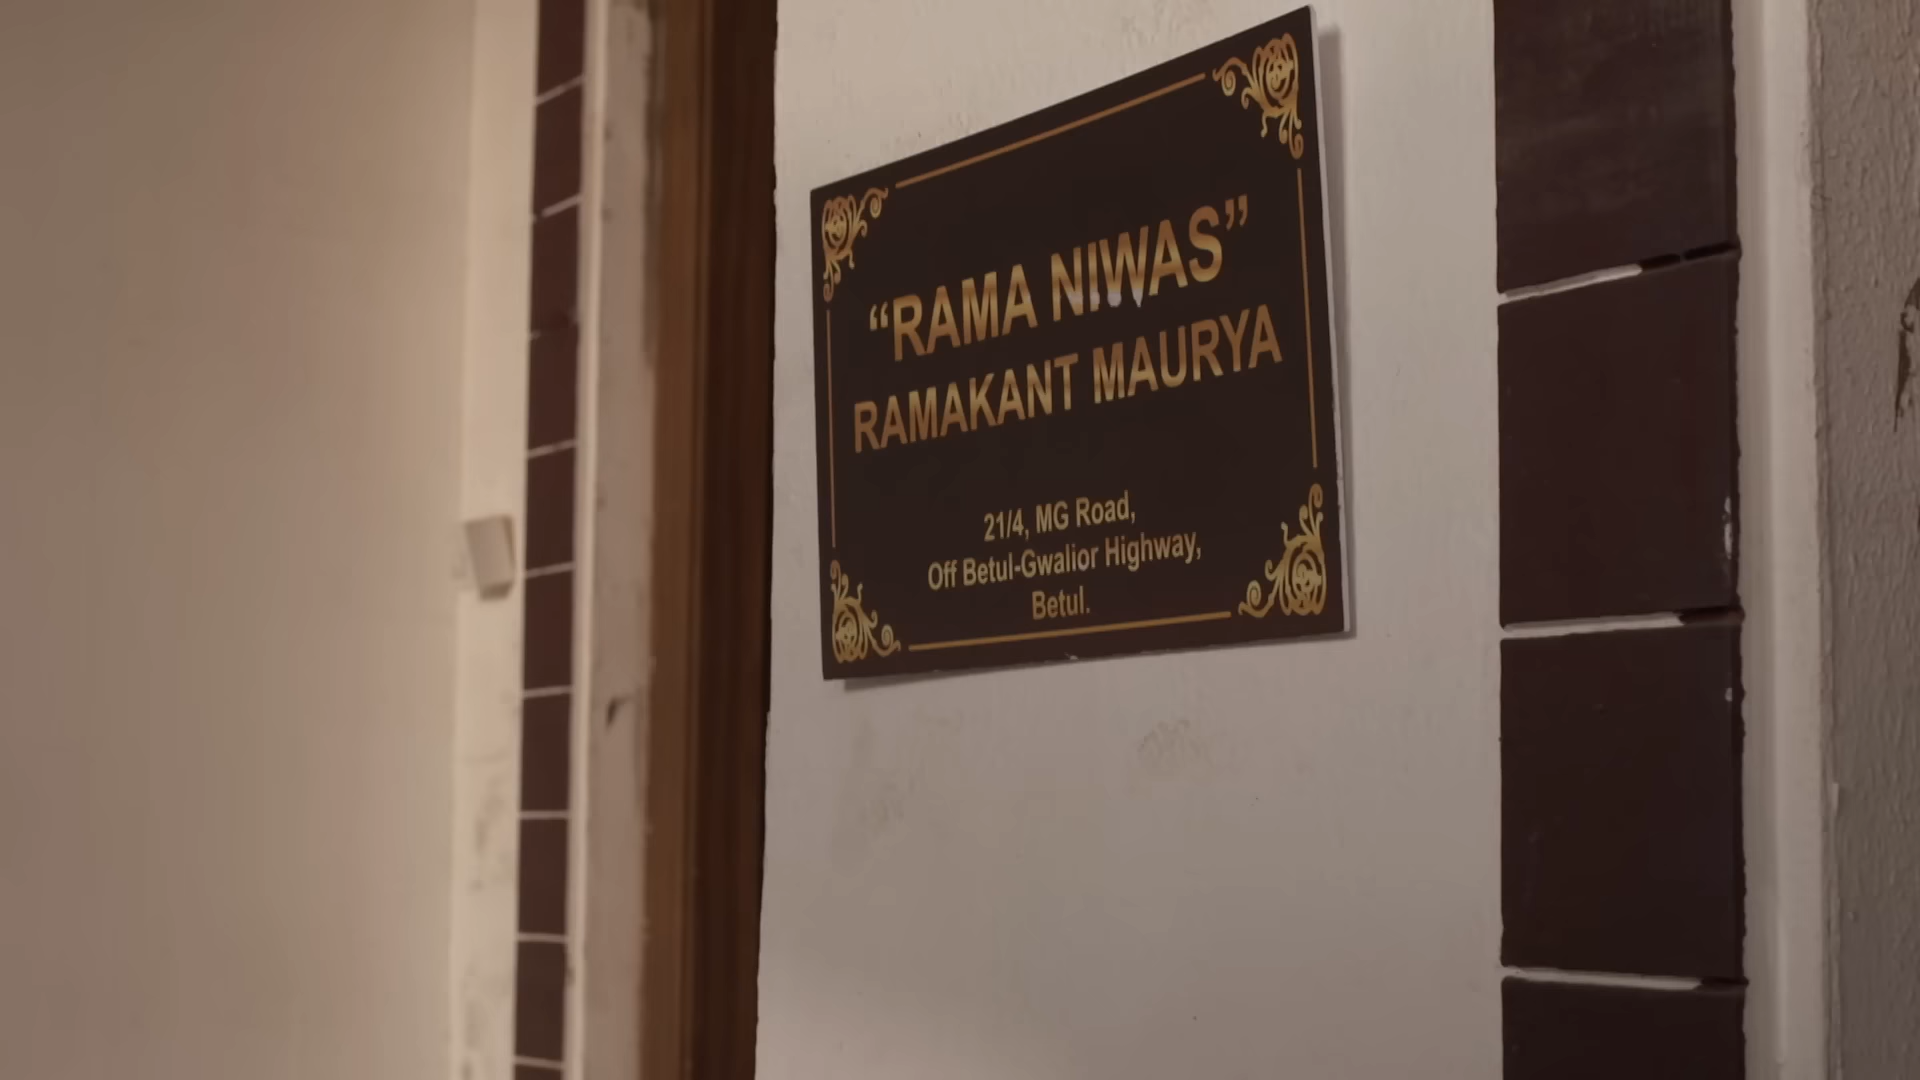 “RAMA NIWAS”
RAMAKANT MAURYA
21/4, MG Road,
Off Betul-Gwalior Highway,
Betul.